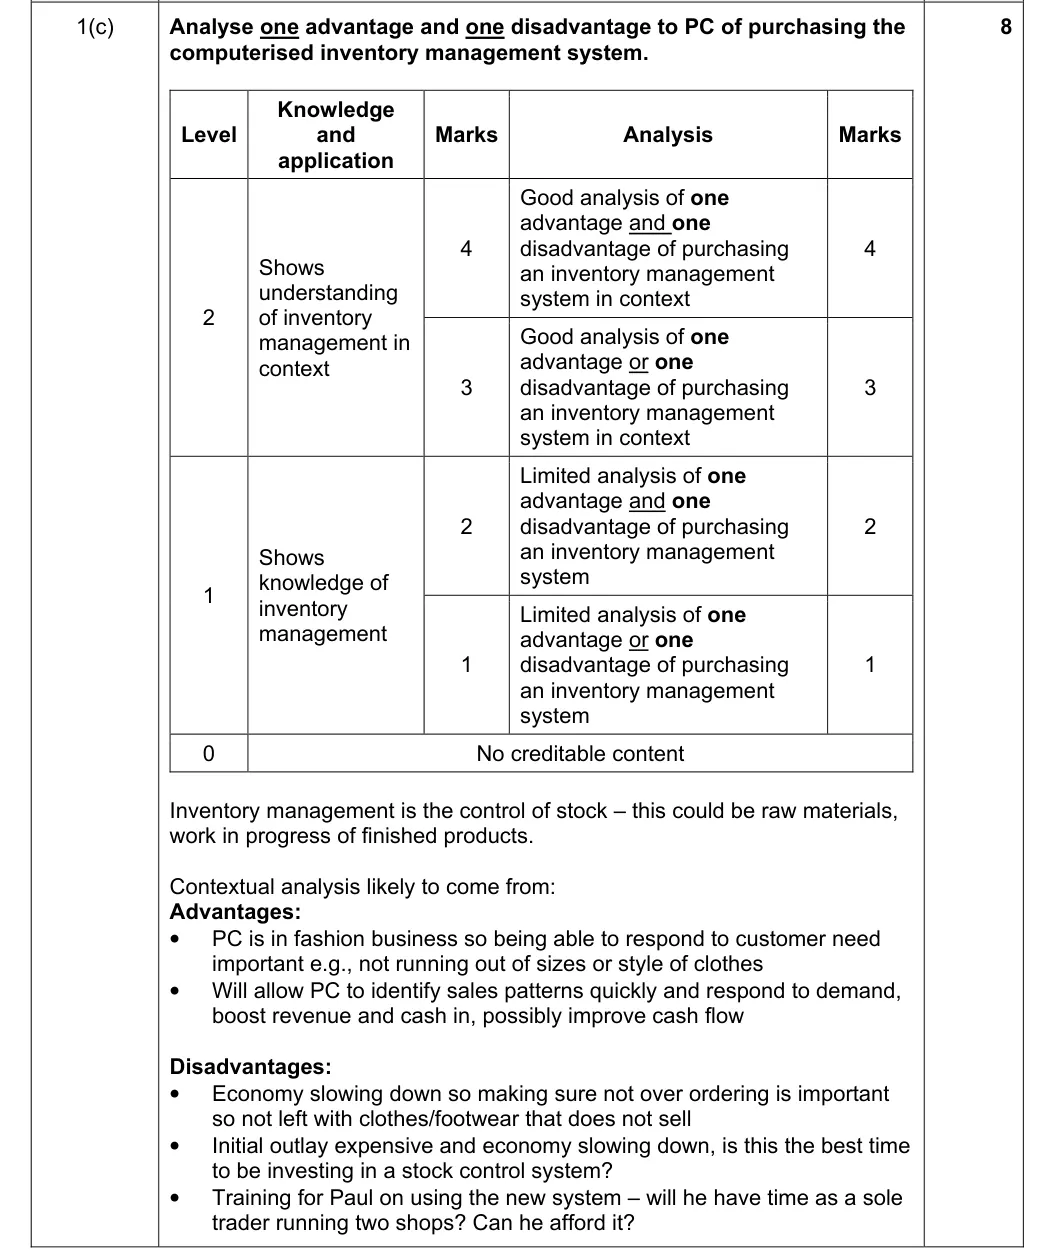 1(c)
Analyse one advantage and one disadvantage to PC of purchasing the
computerised inventory management system.
8
Level
Knowledge
and
application
Marks
Analysis
Marks
2
Shows
understanding
of inventory
management in
context
4
Good analysis of one
advantage and one
disadvantage of purchasing
an inventory management
system in context
4
3
Good analysis of one
advantage or one
disadvantage of purchasing
an inventory management
system in context
3
1
Shows
knowledge of
inventory
management
2
Limited analysis of one
advantage and one
disadvantage of purchasing
an inventory management
system
2
1
Limited analysis of one
advantage or one
disadvantage of purchasing
an inventory management
system
1
0
No creditable content
Inventory management is the control of stock – this could be raw materials,
work in progress of finished products.
Contextual analysis likely to come from:
Advantages:
• PC is in fashion business so being able to respond to customer need
important e.g., not running out of sizes or style of clothes
• Will allow PC to identify sales patterns quickly and respond to demand,
boost revenue and cash in, possibly improve cash flow
Disadvantages:
• Economy slowing down so making sure not over ordering is important
so not left with clothes/footwear that does not sell
• Initial outlay expensive and economy slowing down, is this the best time
to be investing in a stock control system?
• Training for Paul on using the new system – will he have time as a sole
trader running two shops? Can he afford it?